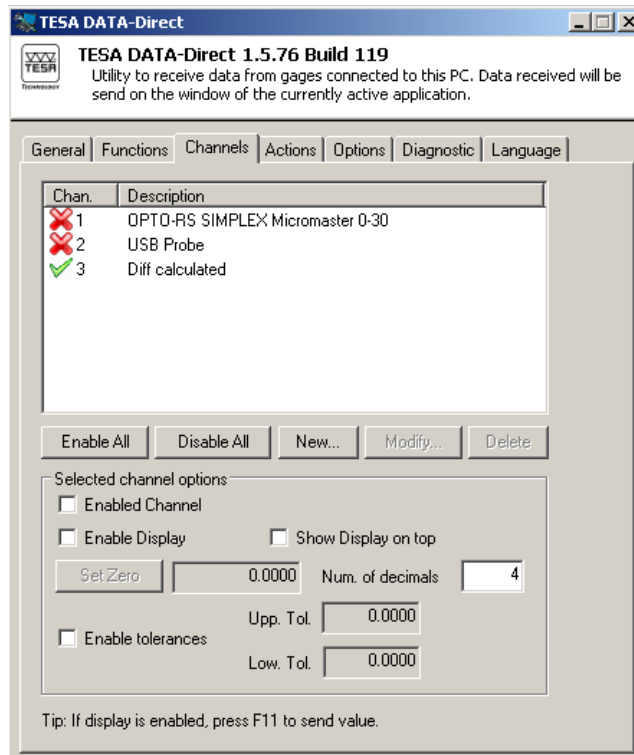 TESA DATA-Direct
TESA DATA-Direct 1.5.76 Build 119
Utility to receive data from gages connected to this PC. Data received will be
send on the window of the currently active application.
TESA
TECHNOLOGY
General Functions Channels Actions Options Diagnostic Language
Chan. Description
1 OPTO-RS SIMPLEX Micromaster 0-30
2 USB Probe
3 Diff calculated
Enable All Disable All New... Modify... Delete
Selected channel options
Enabled Channel
Enable Display Show Display on top
Set Zero 0.0000 Num. of decimals 4
Upp. Tol. 0.0000
Enable tolerances
Low. Tol. 0.0000
Tip: If display is enabled, press F11 to send value.